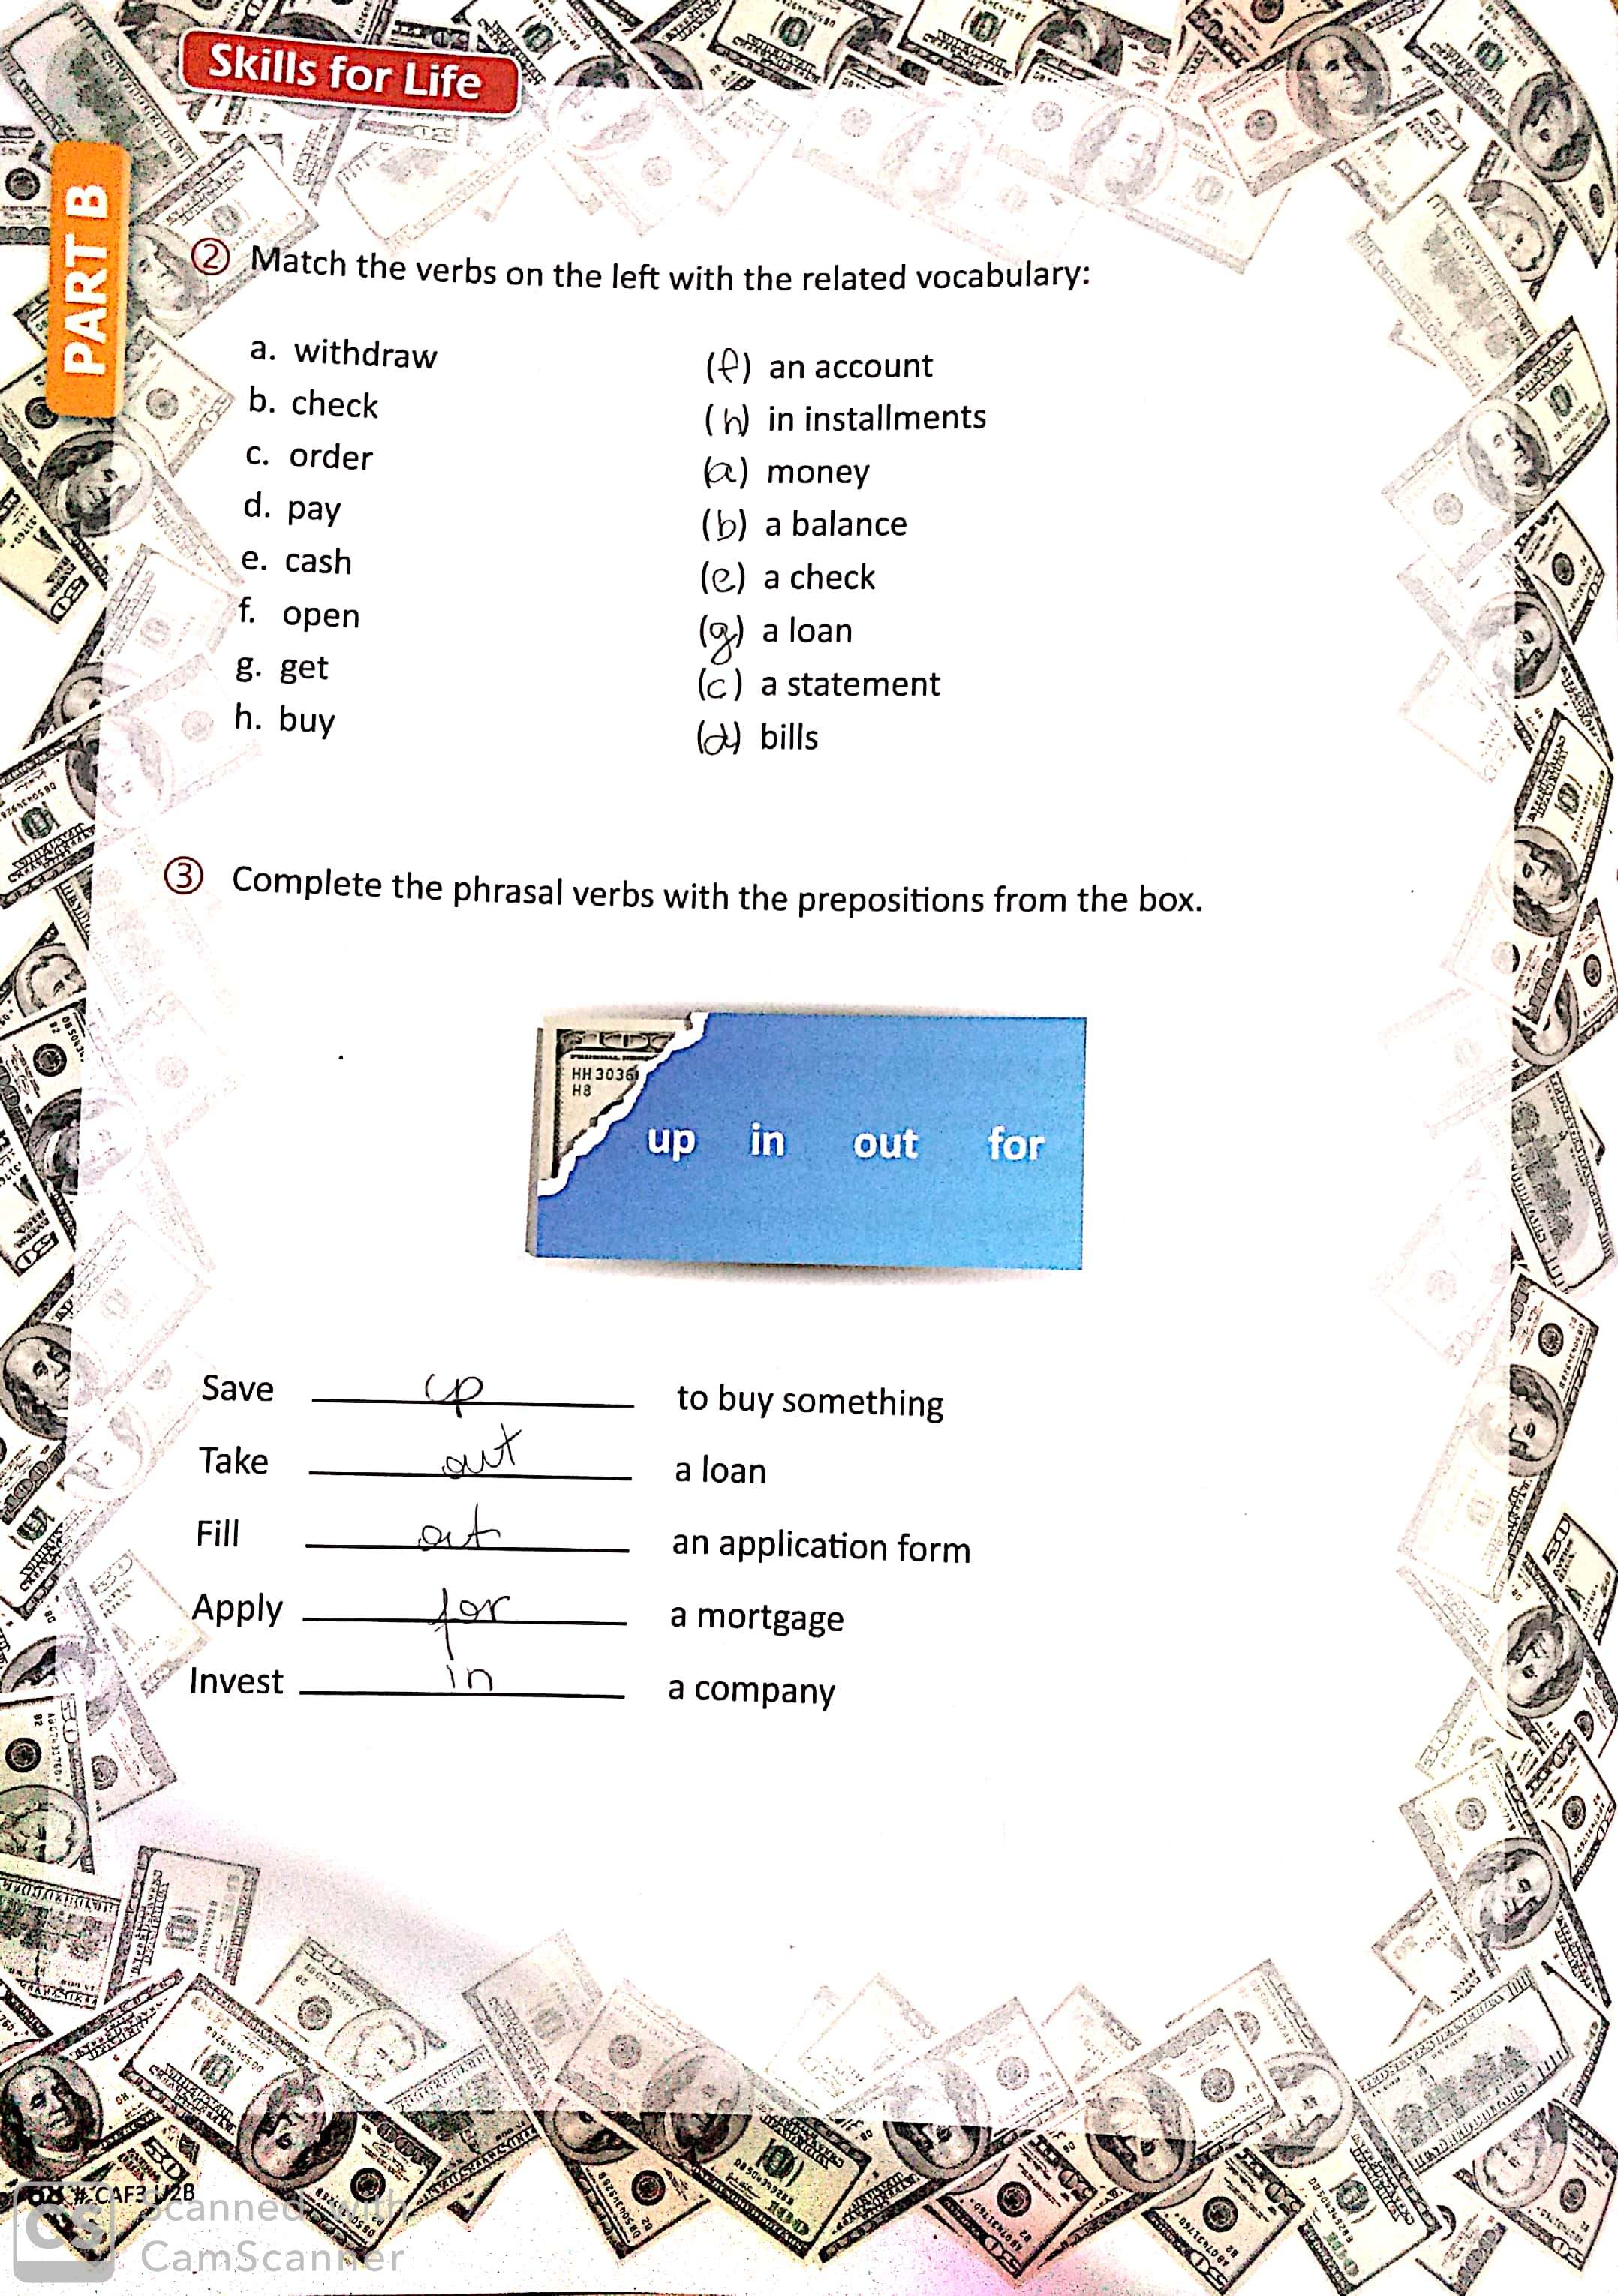 Skills for Life
PART B
② Match the verbs on the left with the related vocabulary:
a. withdraw (f) an account
b. check (h) in installments
c. order (a) money
d. pay (b) a balance
e. cash (e) a check
f. open (g) a loan
g. get (c) a statement
h. buy (d) bills
③ Complete the phrasal verbs with the prepositions from the box.
HH 3036
H8
up in out for
Save up to buy something
Take out a loan
Fill out an application form
Apply for a mortgage
Invest in a company
# CAF3 U2B
CS Scanned with
CamScanner